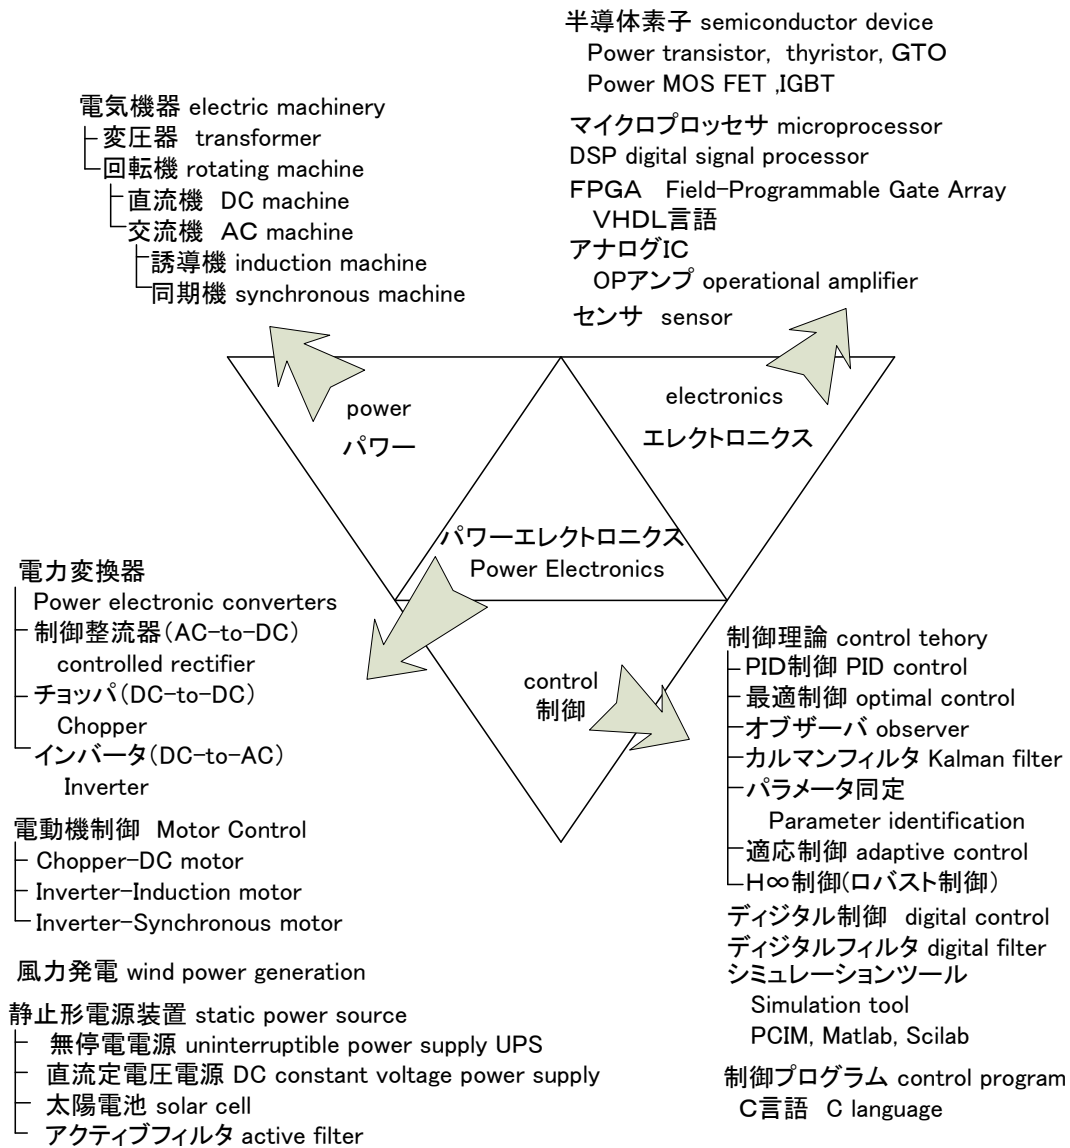 半導体素子 semiconductor device
Power transistor, thyristor, GTO
Power MOS FET ,IGBT
マイクロプロッセサ microprocessor
DSP digital signal processor
FPGA Field-Programmable Gate Array
VHDL言語
アナログIC
OPアンプ operational amplifier
センサ sensor
電気機器 electric machinery
変圧器 transformer
回転機 rotating machine
直流機 DC machine
交流機 AC machine
誘導機 induction machine
同期機 synchronous machine
power
パワー
electronics
エレクトロニクス
パワーエレクトロニクス
Power Electronics
control
制御
電力変換器
Power electronic converters
制御整流器(AC-to-DC)
controlled rectifier
チョッパ(DC-to-DC)
Chopper
インバータ(DC-to-AC)
Inverter
電動機制御 Motor Control
Chopper-DC motor
Inverter-Induction motor
Inverter-Synchronous motor
風力発電 wind power generation
静止形電源装置 static power source
無停電電源 uninterruptible power supply UPS
直流定電圧電源 DC constant voltage power supply
太陽電池 solar cell
アクティブフィルタ active filter
制御理論 control tehory
PID制御 PID control
最適制御 optimal control
オブザーバ observer
カルマンフィルタ Kalman filter
パラメータ同定
Parameter identification
適応制御 adaptive control
H∞制御(ロバスト制御)
ディジタル制御 digital control
ディジタルフィルタ digital filter
シミュレーションツール
Simulation tool
PCIM, Matlab, Scilab
制御プログラム control program
C言語 C language